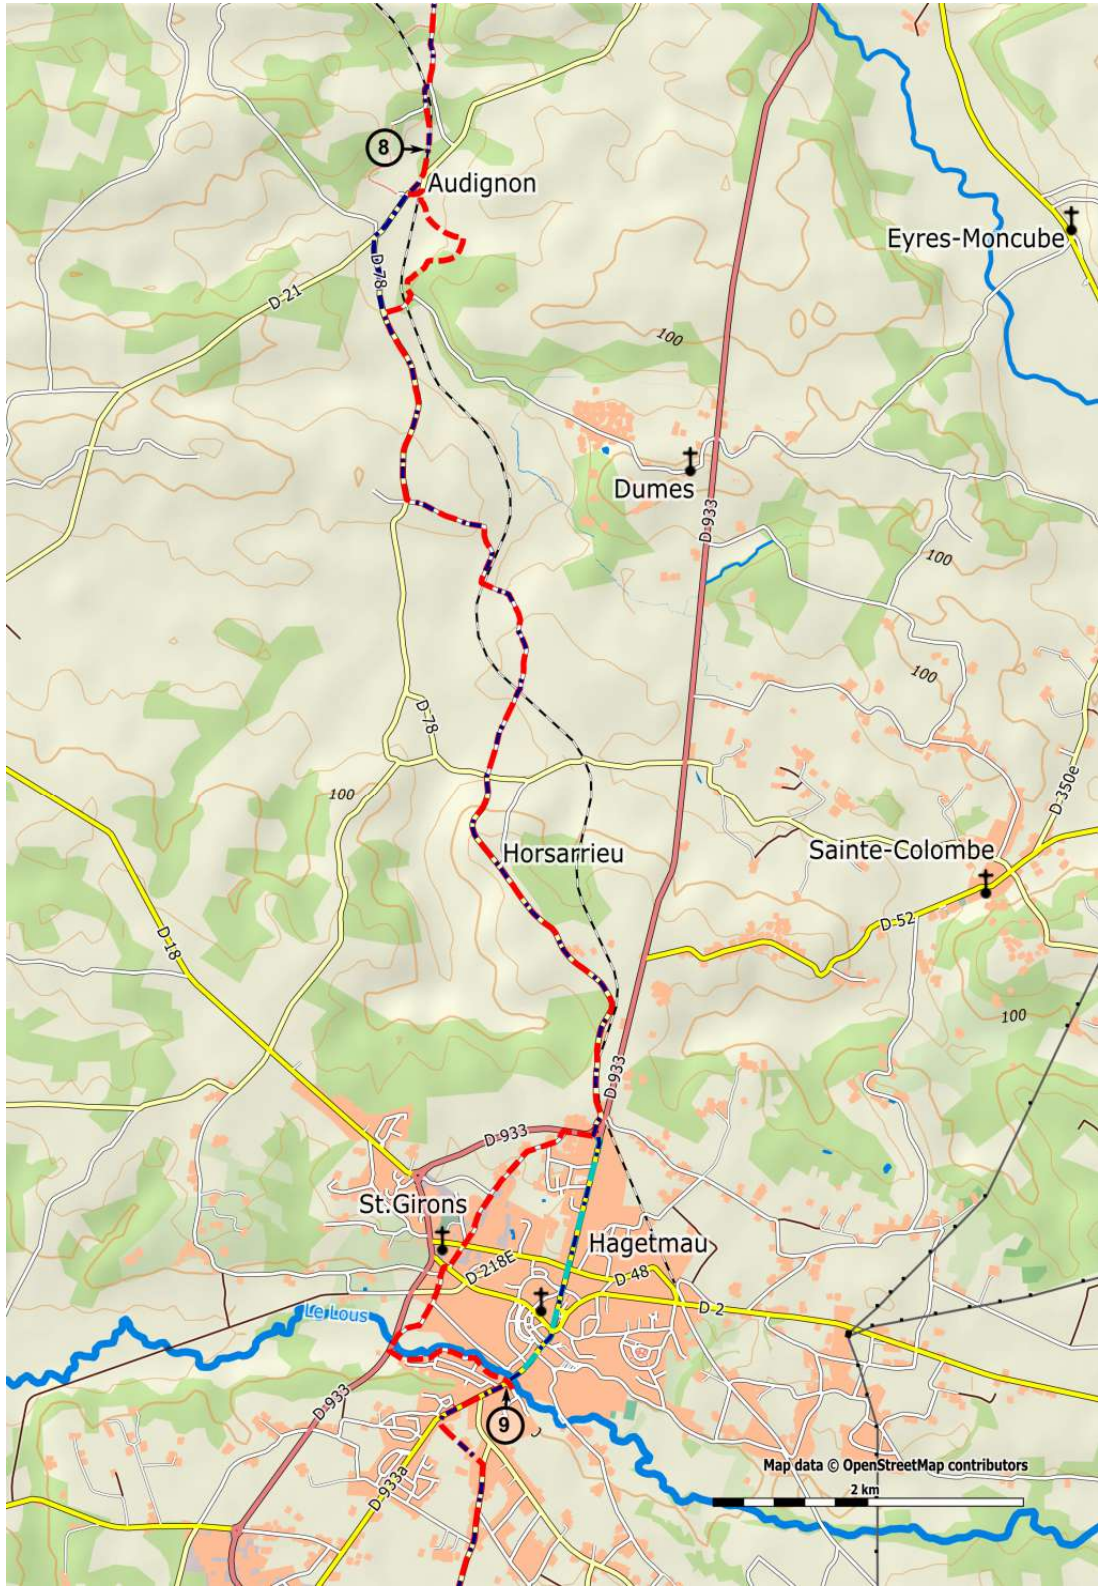 8
Audignon
Eyres-Moncube
D 78
D 21
100
Dumes
D 933
100
100
D 78
100
D 350e
Horsarrieu
Sainte-Colombe
D 52
D 18
100
D 933
D 933
St.Girons
Hagetmau
D 218E
D 48
D 2
Le Lous
D 933
9
D 933a
Map data © OpenStreetMap contributors
2 km